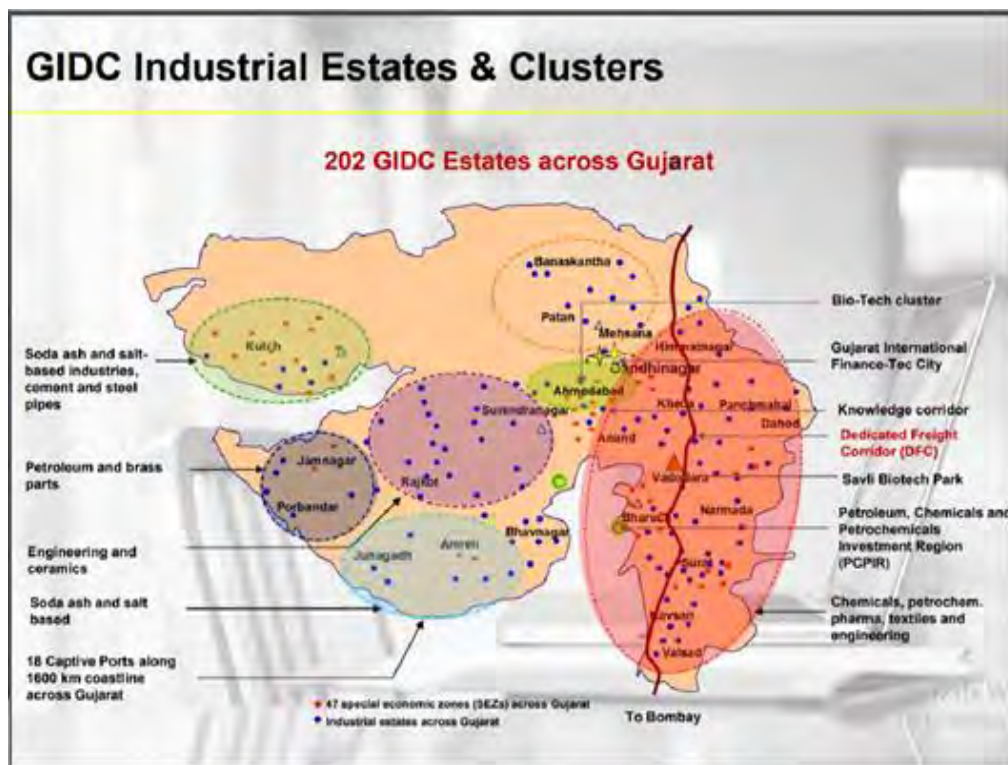 GIDC Industrial Estates & Clusters
202 GIDC Estates across Gujarat
Banaskantha
Patan
Mehsana
Himmatnagar
Gandhinagar
Kutch
Ahmedabad
Surendranagar
Kheda
Panchmahal
Dahod
Anand
Jamnagar
Rajkot
Vadodara
Porbandar
Bharuch
Narmada
Bhavnagar
Junagadh
Amreli
Surat
Navsari
Valsad
Soda ash and salt-
based industries,
cement and steel
pipes
Petroleum and brass
parts
Engineering and
ceramics
Soda ash and salt
based
18 Captive Ports along
1600 km coastline
across Gujarat
Bio-Tech cluster
Gujarat International
Finance-Tec City
Knowledge corridor
Dedicated Freight
Corridor (DFC)
Savli Biotech Park
Petroleum, Chemicals and
Petrochemicals
Investment Region
(PCPIR)
Chemicals, petrochem.
pharma, textiles and
engineering
47 special economic zones (SEZs) across Gujarat
Industrial estates across Gujarat
To Bombay